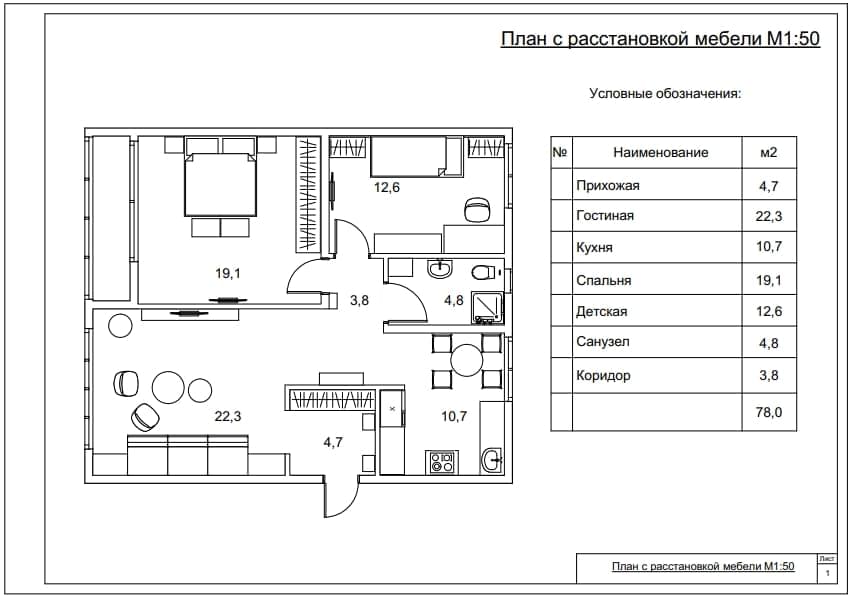 План с расстановкой мебели М1:50
Условные обозначения:
№ Наименование м2
Прихожая 4,7
Гостиная 22,3
Кухня 10,7
Спальня 19,1
Детская 12,6
Санузел 4,8
Коридор 3,8
78,0
12,6
19,1
3,8
4,8
22,3
4,7
x
10,7
План с расстановкой мебели М1:50
Лист
1